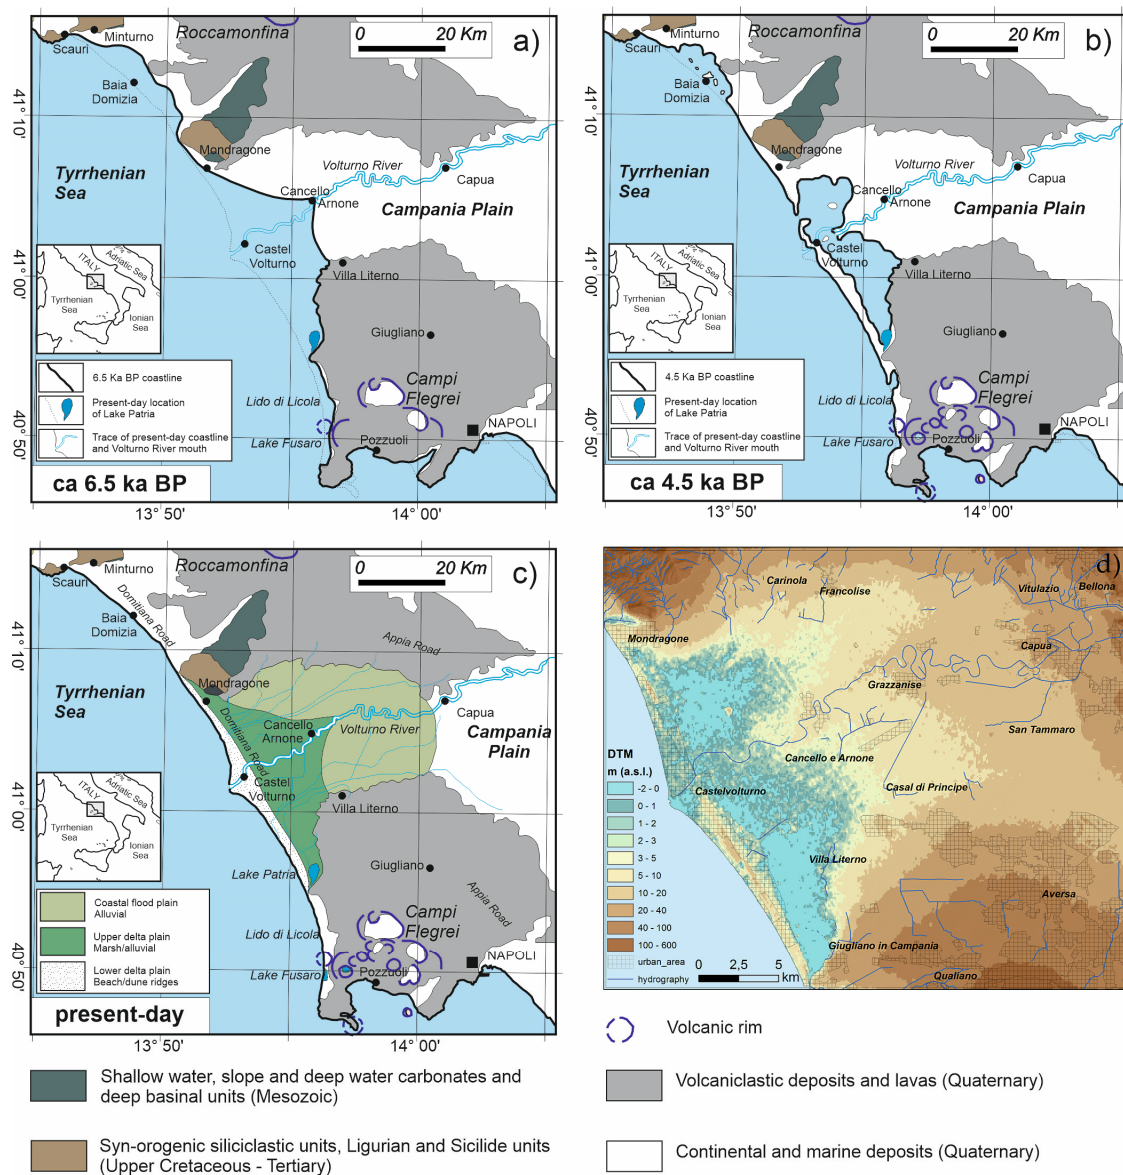 a)
Roccamonfina
0 20 Km
Minturno
Scauri
Baia
Domizia
41° 10'
Mondragone
Volturno River
Tyrrhenian
Sea
Capua
Cancello
Arnone
Campania Plain
Castel
Volturno
Villa Literno
41° 00'
ITALY
Adriatic Sea
Tyrrhenian
Sea
Ionian
Sea
Giugliano
6.5 Ka BP coastline
Present-day location
of Lake Patria
Trace of present-day coastline
and Volturno River mouth
Campi
Flegrei
Lido di Licola
NAPOLI
Lake Fusaro
Pozzuoli
40° 50'
ca 6.5 ka BP
13° 50'
14° 00'
b)
Roccamonfina
0 20 Km
Minturno
Scauri
Baia
Domizia
41° 10'
Mondragone
Volturno River
Tyrrhenian
Sea
Capua
Cancello
Arnone
Campania Plain
Castel
Volturno
Villa Literno
41° 00'
ITALY
Adriatic Sea
Tyrrhenian
Sea
Ionian
Sea
Giugliano
4.5 Ka BP coastline
Present-day location
of Lake Patria
Trace of present-day coastline
and Volturno River mouth
Campi
Flegrei
Lido di Licola
NAPOLI
Lake Fusaro
Pozzuoli
40° 50'
ca 4.5 ka BP
13° 50'
14° 00'
c)
Roccamonfina
0 20 Km
Minturno
Scauri
Domitiana Road
Baia
Domizia
Appia Road
41° 10'
Mondragone
Tyrrhenian
Sea
Domitiana Road
Capua
Cancello
Arnone
Volturno River
Campania
Plain
Castel
Volturno
Villa Literno
41° 00'
ITALY
Adriatic Sea
Tyrrhenian
Sea
Ionian
Sea
Giugliano
Lake Patria
Appia Road
Coastal flood plain
Alluvial
Upper delta plain
Marsh/alluvial
Lower delta plain
Beach/dune ridges
Campi
Flegrei
Lido di Licola
NAPOLI
Lake Fusaro
Pozzuoli
40° 50'
present-day
13° 50'
14° 00'
d)
Carinola
Francolise
Vitulazio
Bellona
Mondragone
Capua
Grazzanise
San Tammaro
Cancello e Arnone
Castelvolturno
Casal di Principe
Villa Literno
Aversa
Giugliano in Campania
Qualiano
DTM
m (a.s.l.)
-2 - 0
0 - 1
1 - 2
2 - 3
3 - 5
5 - 10
10 - 20
20 - 40
40 - 100
100 - 600
urban_area
hydrography
0 2,5 5
km
Volcanic rim
Shallow water, slope and deep water carbonates and
deep basinal units (Mesozoic)
Volcaniclastic deposits and lavas (Quaternary)
Syn-orogenic siliciclastic units, Ligurian and Sicilide units
(Upper Cretaceous - Tertiary)
Continental and marine deposits (Quaternary)